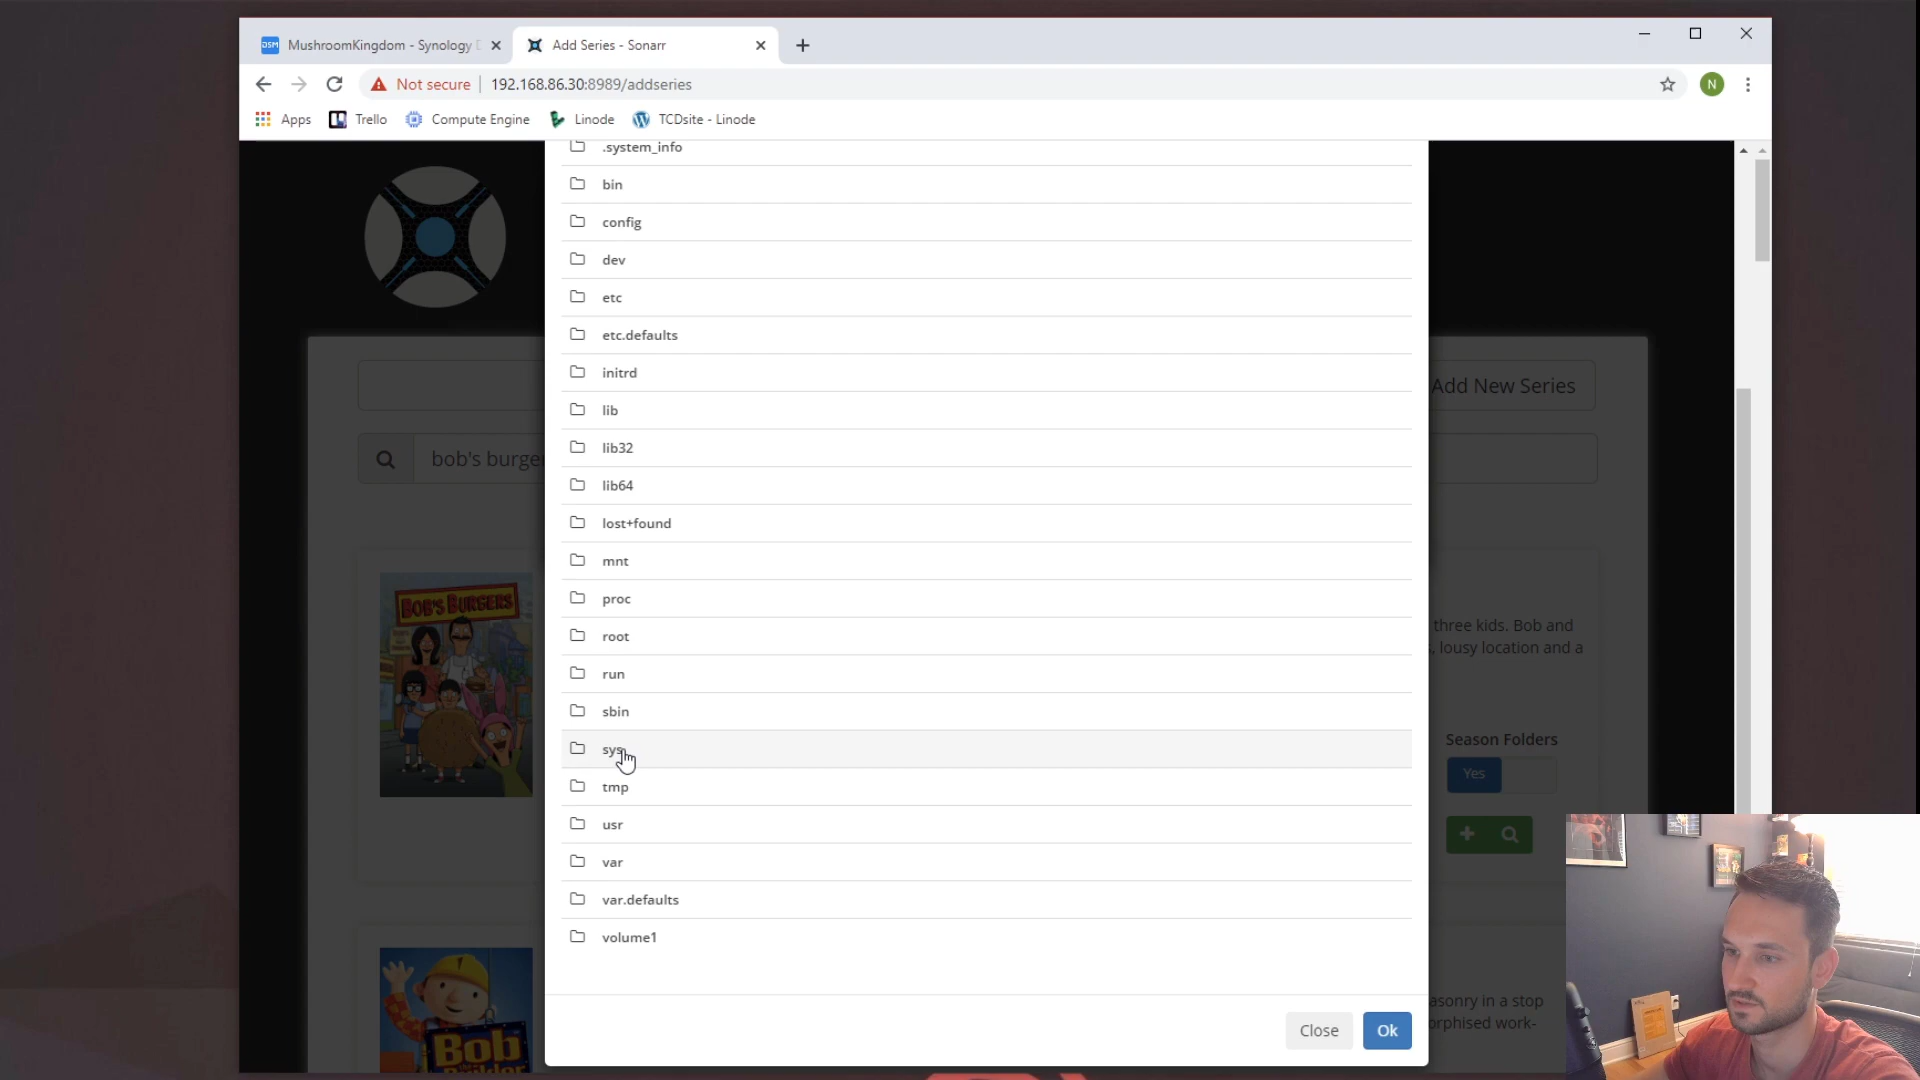 DSM MushroomKingdom - Synology D
Add Series - Sonarr
Not secure
192.168.86.30:8989/addseries
N
Apps
Trello
Compute Engine
Linode
TCDsite - Linode
.system_info
bin
config
dev
etc
etc.defaults
initrd
lib
lib32
lib64
lost+found
mnt
proc
root
run
sbin
sys
tmp
usr
var
var.defaults
volume1
Close
Ok
Add New Series
bob's burge
BOB'S BURGERS
three kids. Bob and
, lousy location and a
Season Folders
Yes
Bob
asonry in a stop
orphised work-